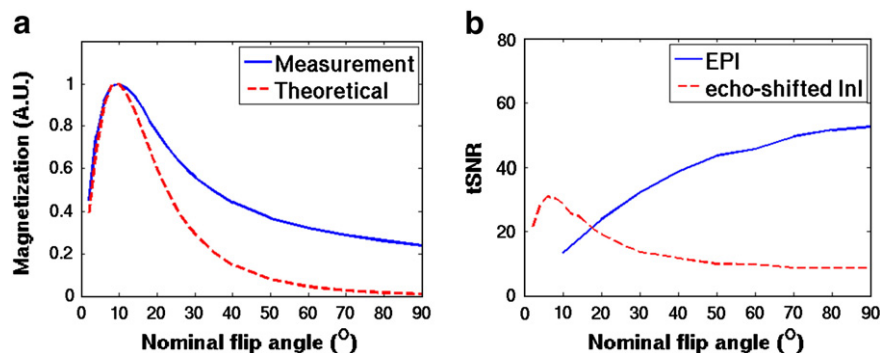 a
Magnetization (A.U.)
1
0.8
0.6
0.4
0.2
0
Measurement
Theoretical
0 10 20 30 40 50 60 70 80 90
Nominal flip angle (O)
b
tSNR
80
60
40
20
0
EPI
echo-shifted InI
0 10 20 30 40 50 60 70 80 90
Nominal flip angle (O)